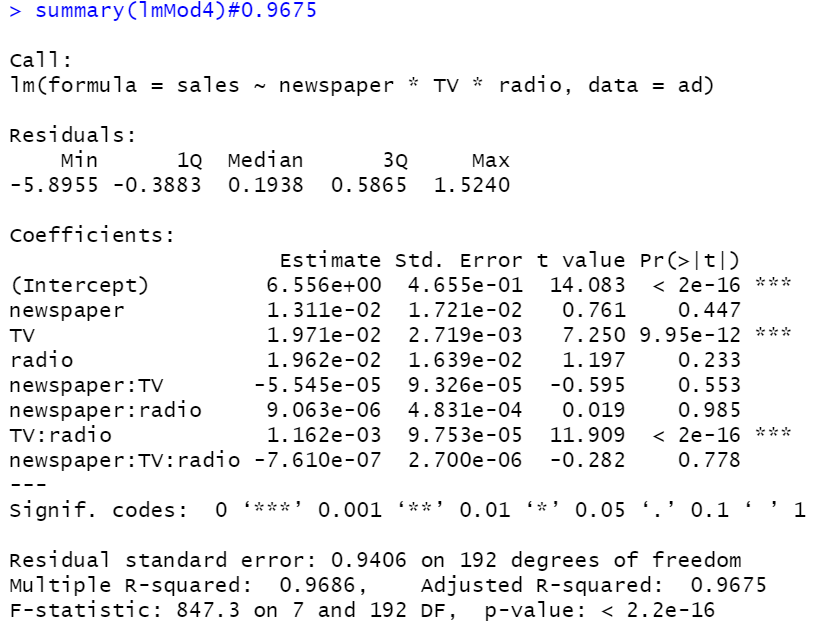 > summary(lmMod4)#0.9675
Call:
lm(formula = sales ~ newspaper * TV * radio, data = ad)
Residuals:
    Min      1Q  Median      3Q     Max
-5.8955 -0.3883  0.1938  0.5865  1.5240
Coefficients:
                     Estimate Std. Error t value Pr(>|t|)
(Intercept)         6.556e+00  4.655e-01  14.083  < 2e-16 ***
newspaper           1.311e-02  1.721e-02   0.761    0.447
TV                  1.971e-02  2.719e-03   7.250 9.95e-12 ***
radio               1.962e-02  1.639e-02   1.197    0.233
newspaper:TV       -5.545e-05  9.326e-05  -0.595    0.553
newspaper:radio     9.063e-06  4.831e-04   0.019    0.985
TV:radio            1.162e-03  9.753e-05  11.909  < 2e-16 ***
newspaper:TV:radio -7.610e-07  2.700e-06  -0.282    0.778
---
Signif. codes:  0 ‘***’ 0.001 ‘**’ 0.01 ‘*’ 0.05 ‘.’ 0.1 ‘ ’ 1
Residual standard error: 0.9406 on 192 degrees of freedom
Multiple R-squared:  0.9686,	Adjusted R-squared:  0.9675
F-statistic: 847.3 on 7 and 192 DF,  p-value: < 2.2e-16